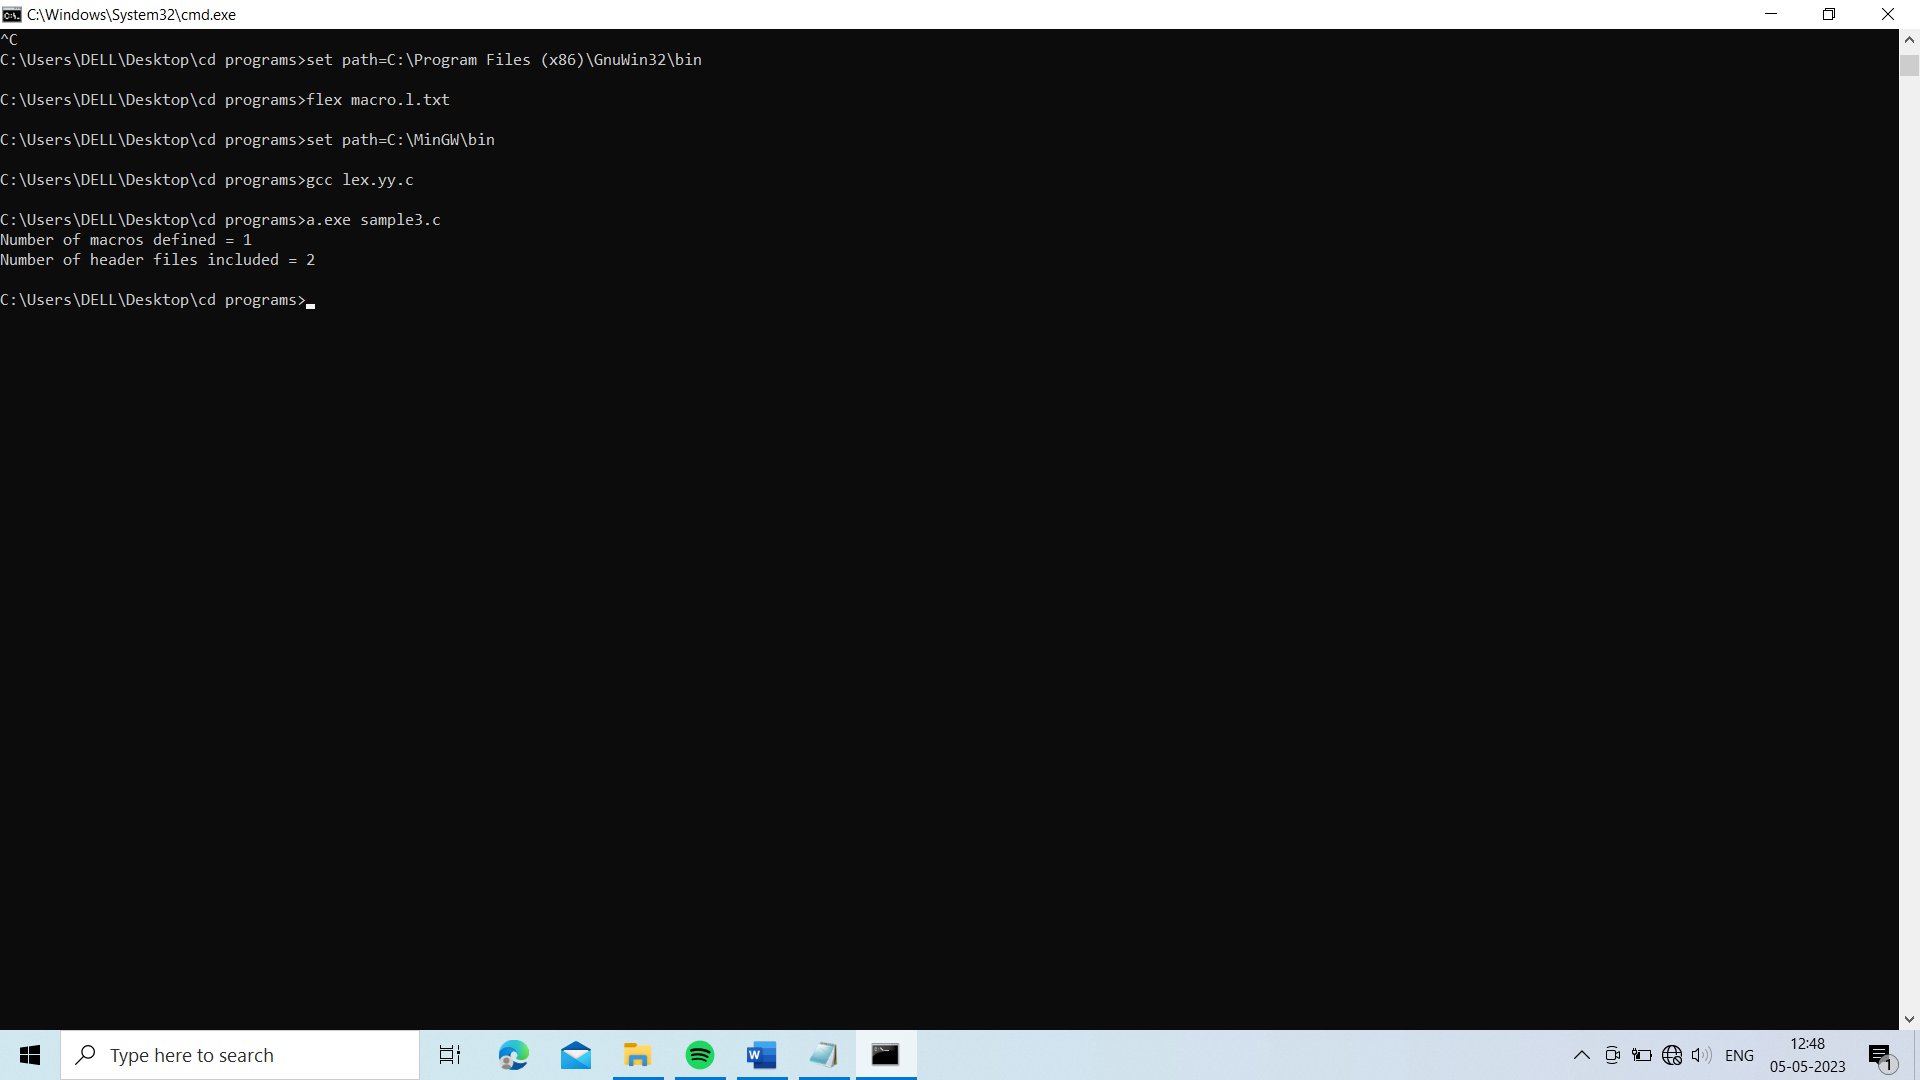 C:\Windows\System32\cmd.exe
^C
C:\Users\DELL\Desktop\cd programs>set path=C:\Program Files (x86)\GnuWin32\bin
C:\Users\DELL\Desktop\cd programs>flex macro.l.txt
C:\Users\DELL\Desktop\cd programs>set path=C:\MinGW\bin
C:\Users\DELL\Desktop\cd programs>gcc lex.yy.c
C:\Users\DELL\Desktop\cd programs>a.exe sample3.c
Number of macros defined = 1
Number of header files included = 2
C:\Users\DELL\Desktop\cd programs>
Type here to search
ENG
12:48
05-05-2023
1